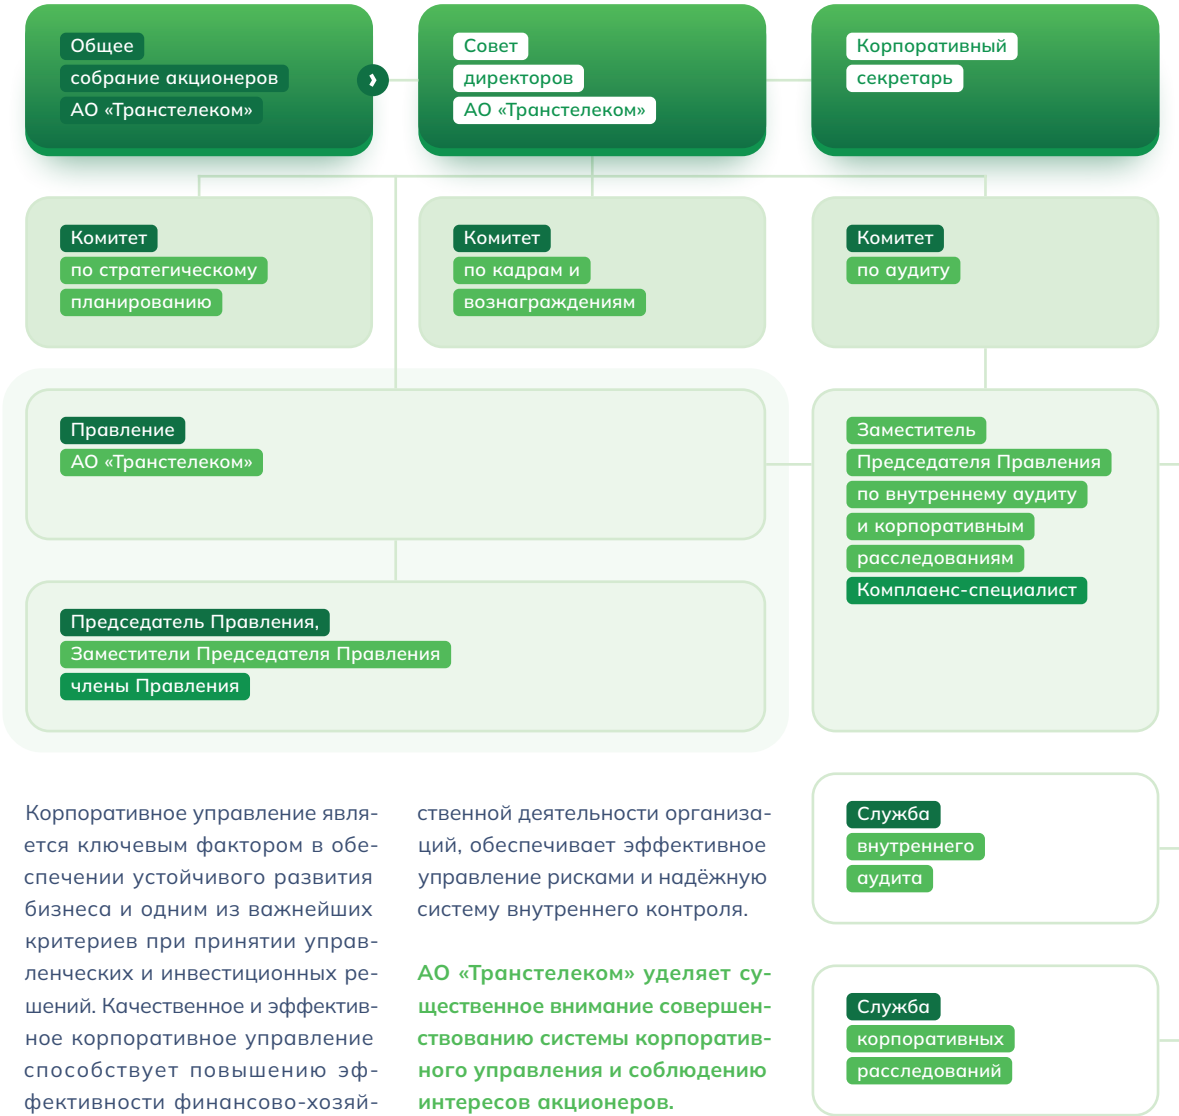 Общее
собрание акционеров
АО «Транстелеком»
Совет
директоров
АО «Транстелеком»
Корпоративный
секретарь
Комитет
по стратегическому
планированию
Комитет
по кадрам и
вознаграждениям
Комитет
по аудиту
Правление
АО «Транстелеком»
Заместитель
Председателя Правления
по внутреннему аудиту
и корпоративным
расследованиям
Комплаенс-специалист
Председатель Правления,
Заместители Председателя Правления
члены Правления
Корпоративное управление явля-
ется ключевым фактором в обе-
спечении устойчивого развития
бизнеса и одним из важнейших
критериев при принятии управ-
ленческих и инвестиционных ре-
шений. Качественное и эффектив-
ное корпоративное управление
способствует повышению эф-
фективности финансово-хозяй-
ственной деятельности организа-
ций, обеспечивает эффективное
управление рисками и надёжную
систему внутреннего контроля.
АО «Транстелеком» уделяет су-
щественное внимание совершен-
ствованию системы корпоратив-
ного управления и соблюдению
интересов акционеров.
Служба
внутреннего
аудита
Служба
корпоративных
расследований